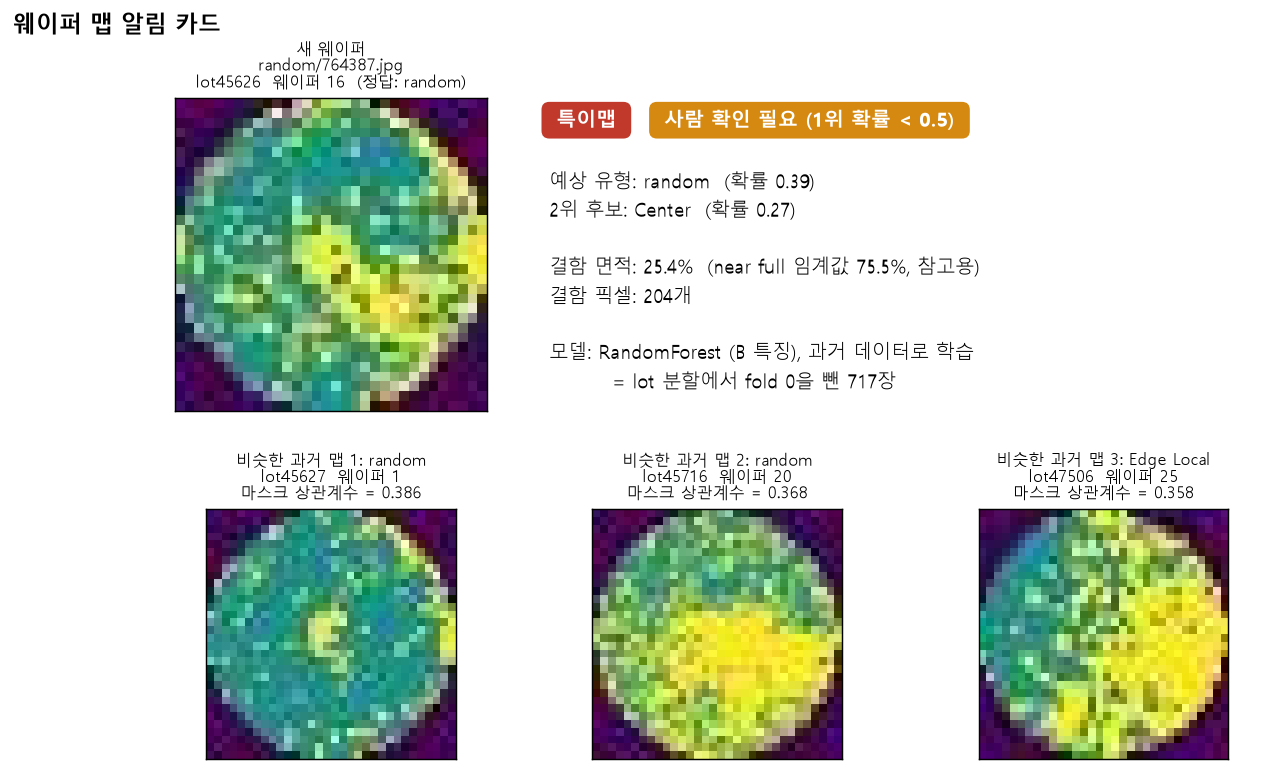 웨이퍼 맵 알림 카드
새 웨이퍼
random/764387.jpg
lot45626 웨이퍼 16 (정답: random)
특이맵
사람 확인 필요 (1위 확률 < 0.5)
예상 유형: random (확률 0.39)
2위 후보: Center (확률 0.27)
결함 면적: 25.4% (near full 임계값 75.5%, 참고용)
결함 픽셀: 204개
모델: RandomForest (B 특징), 과거 데이터로 학습
= lot 분할에서 fold 0을 뺀 717장
비슷한 과거 맵 1: random
lot45627 웨이퍼 1
마스크 상관계수 = 0.386
비슷한 과거 맵 2: random
lot45716 웨이퍼 20
마스크 상관계수 = 0.368
비슷한 과거 맵 3: Edge Local
lot47506 웨이퍼 25
마스크 상관계수 = 0.358